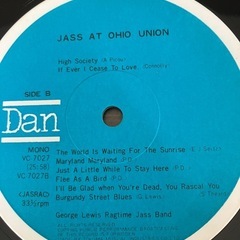 JASS AT OHIO UNION
High Society
If Ever I Cease To Love
SIDE B
Dan
MONO
VC 7027
(25:58)
VC 7027B
(JASRAC)
33⅓rpm
The World Is Waiting For The Sunrise
Maryland Maryland (P.D.)
Just A Little While To Stay Here (P.D.)
Free As A Bird (P.D.)
I'll Be Glad when You're Dead, You Rascal You
Burgundy Street Blues (G. Lewis)
George Lewis Ragtime Jass Band